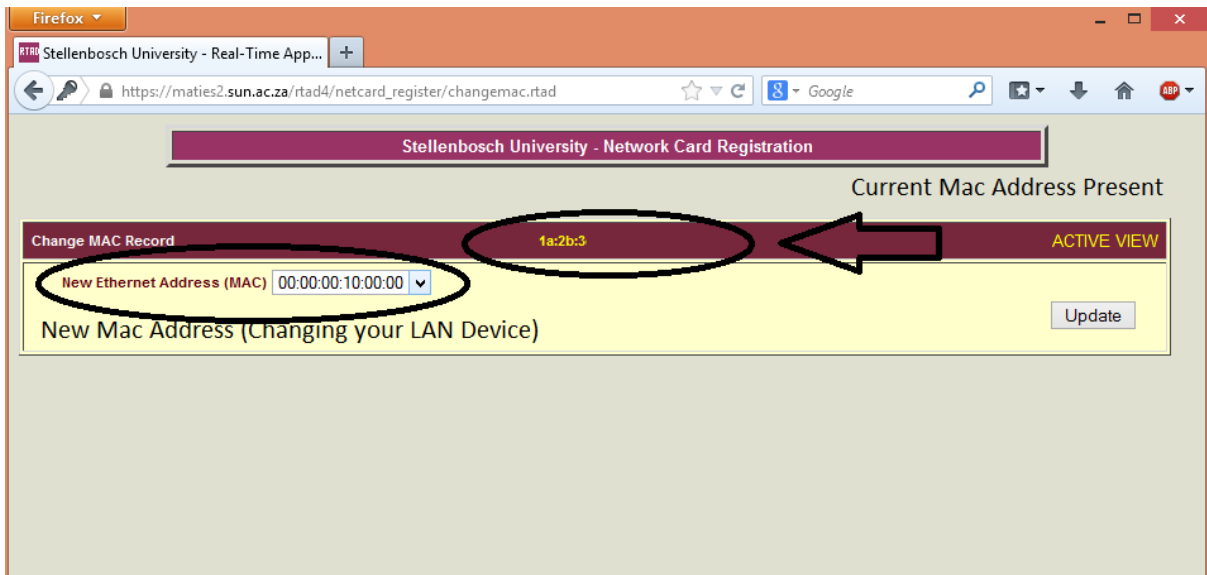 Firefox
RTAD Stellenbosch University - Real-Time App... +
https://maties2.sun.ac.za/rtad4/netcard_register/changemac.rtad
8 Google
ABP
Stellenbosch University - Network Card Registration
Current Mac Address Present
Change MAC Record 1a:2b:3 ACTIVE VIEW
New Ethernet Address (MAC) 00:00:00:10:00:00
Update
New Mac Address (Changing your LAN Device)